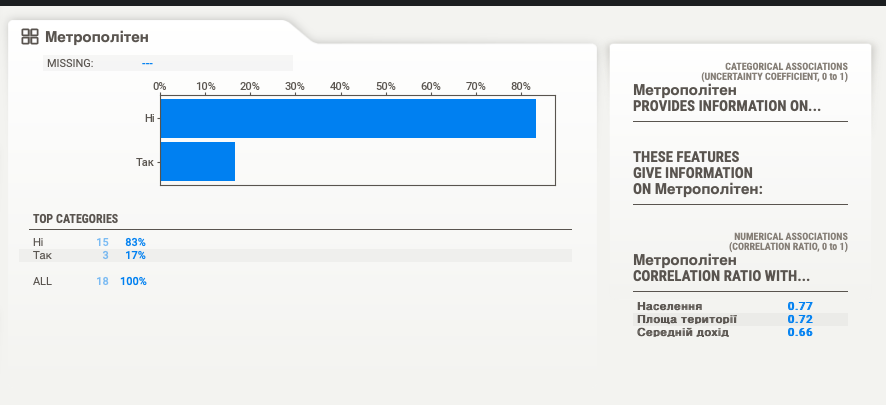 Метрополітен
MISSING: ---
0% 10% 20% 30% 40% 50% 60% 70% 80%
Ні
Так
TOP CATEGORIES
Ні 15 83%
Так 3 17%
ALL 18 100%
CATEGORICAL ASSOCIATIONS
(UNCERTAINTY COEFFICIENT, 0 to 1)
Метрополітен
PROVIDES INFORMATION ON...
THESE FEATURES
GIVE INFORMATION
ON Метрополітен:
NUMERICAL ASSOCIATIONS
(CORRELATION RATIO, 0 to 1)
Метрополітен
CORRELATION RATIO WITH...
Населення 0.77
Площа території 0.72
Середній дохід 0.66